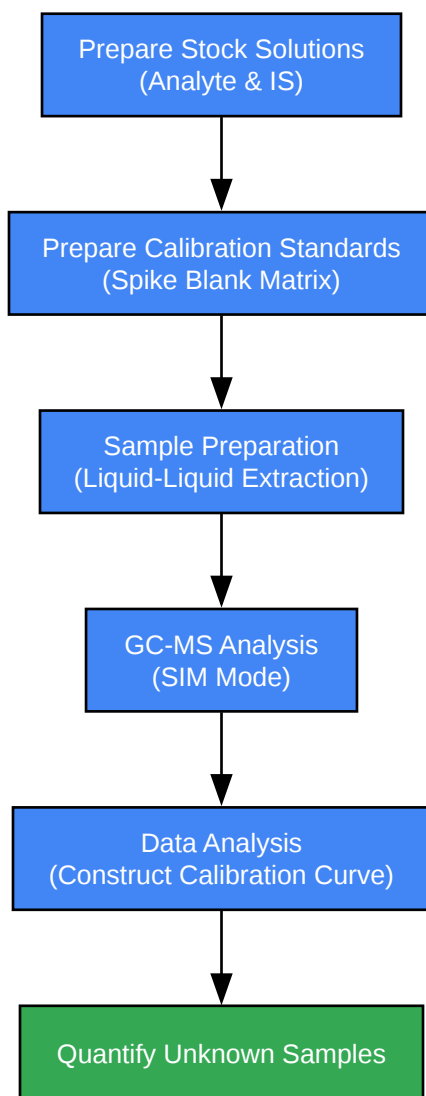 Prepare Stock Solutions
(Analyte & IS)
Prepare Calibration Standards
(Spike Blank Matrix)
Sample Preparation
(Liquid-Liquid Extraction)
GC-MS Analysis
(SIM Mode)
Data Analysis
(Construct Calibration Curve)
Quantify Unknown Samples